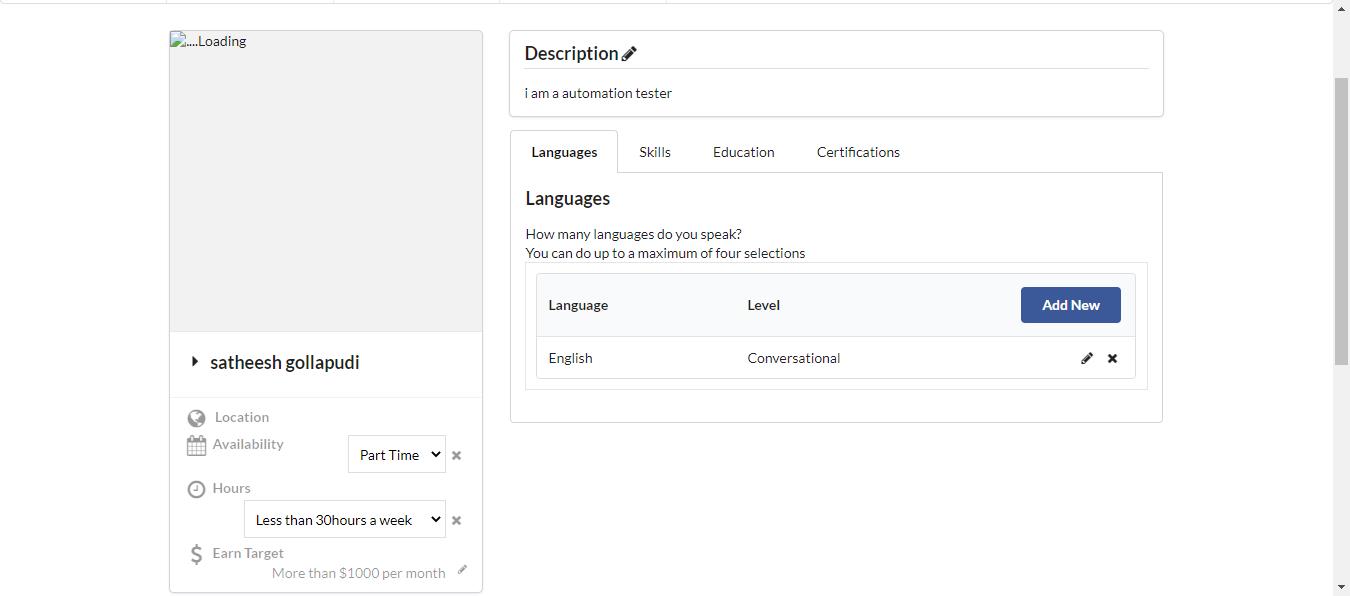 ....Loading
satheesh gollapudi
Location
Availability
Part Time
Hours
Less than 30hours a week
Earn Target
More than $1000 per month
Description
i am a automation tester
Languages Skills Education Certifications
Languages
How many languages do you speak?
You can do up to a maximum of four selections
Language Level Add New
English Conversational